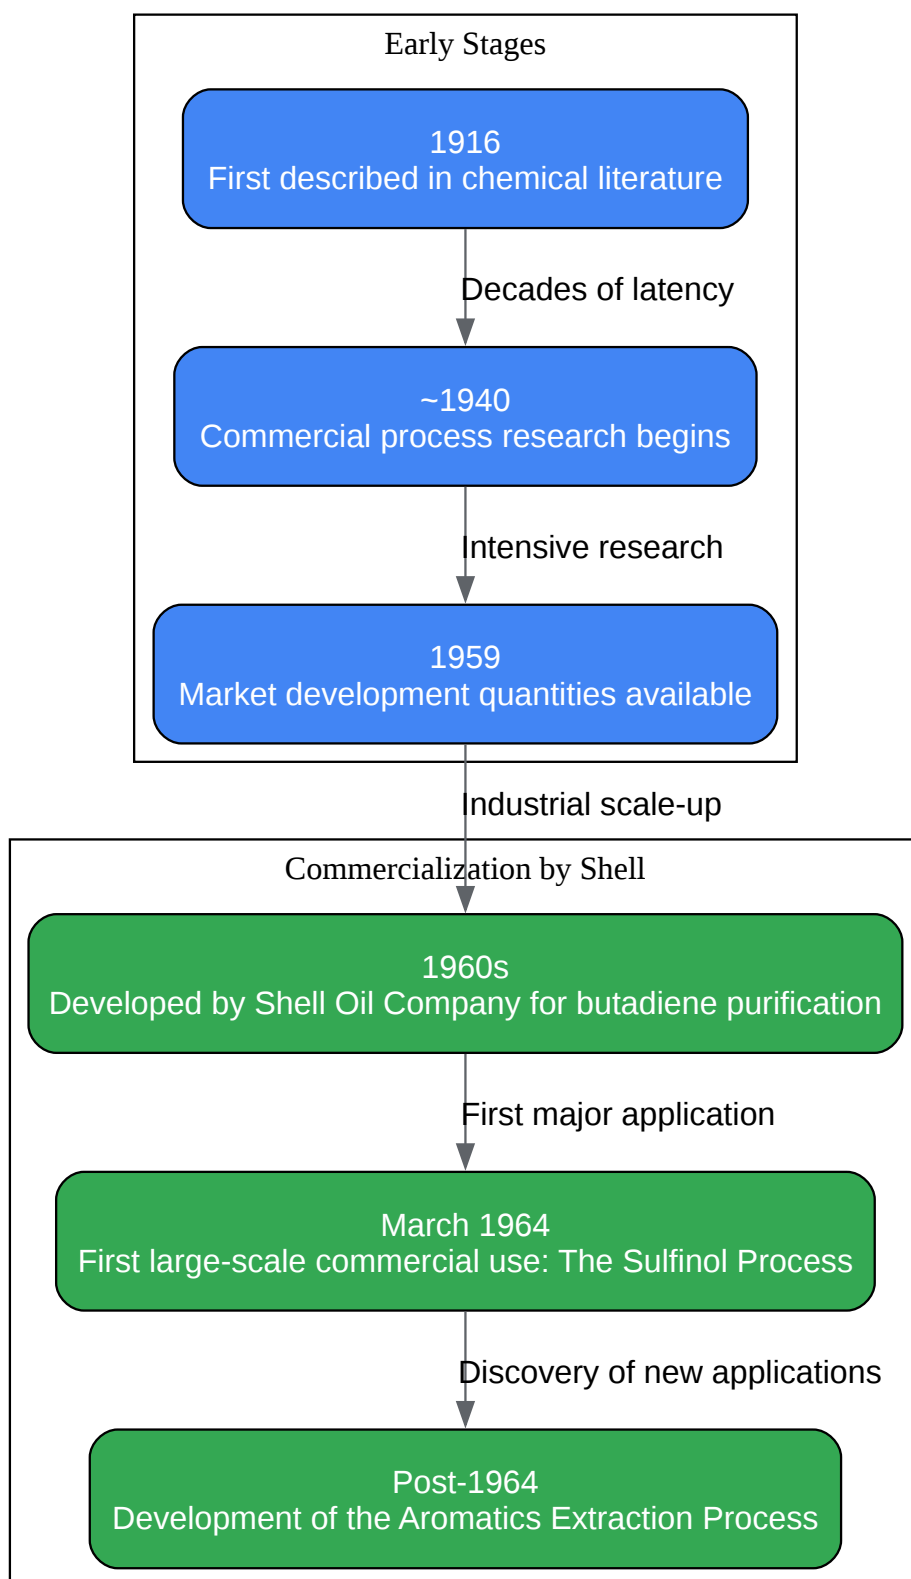 Early Stages
1916
First described in chemical literature
Decades of latency
~1940
Commercial process research begins
Intensive research
1959
Market development quantities available
Industrial scale-up
Commercialization by Shell
1960s
Developed by Shell Oil Company for butadiene purification
First major application
March 1964
First large-scale commercial use: The Sulfinol Process
Discovery of new applications
Post-1964
Development of the Aromatics Extraction Process